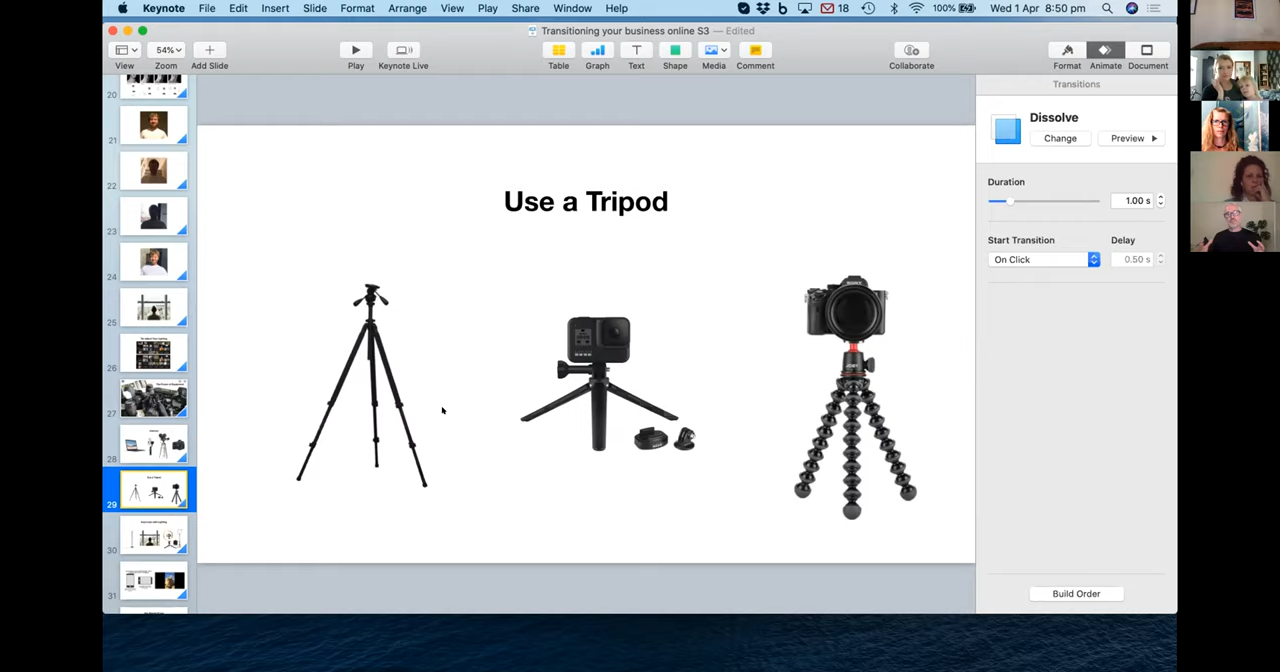 Keynote File Edit Insert Slide Format Arrange View Play Share Window Help 18 100% Wed 1 Apr 8:50 pm
Transitioning your business online S3 — Edited
54%
View Zoom Add Slide Play Keynote Live Table Graph Text Shape Media Comment Collaborate Format Animate Document
Transitions
Dissolve
Change Preview
Duration
1.00 s
Start Transition Delay
On Click 0.50 s
Build Order
20
21
22
23
24
25
26
27
28
29
30
31
Use a Tripod